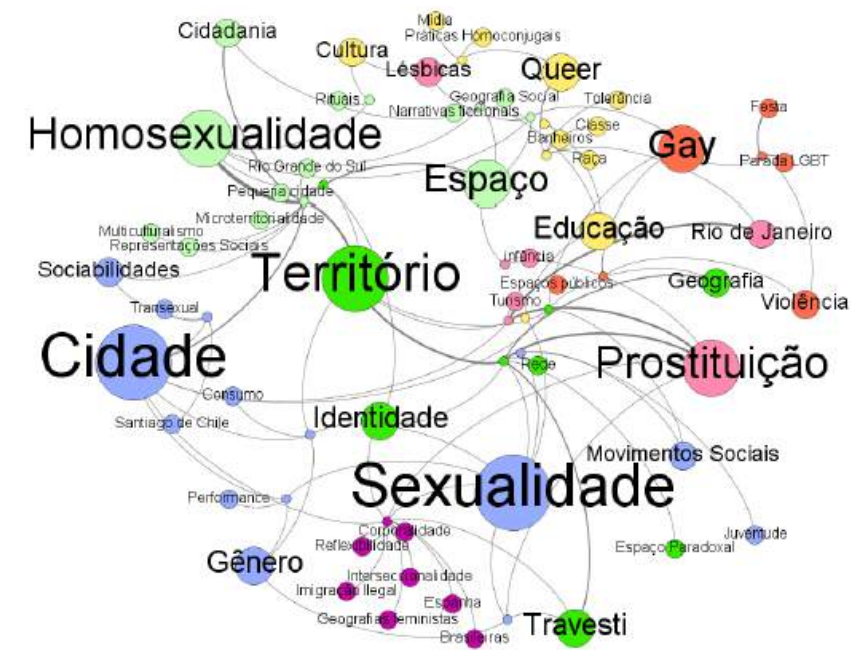 Mídia
Cidadania
Práticas Homoconjugais
Cultura
Lésbicas
Queer
Rituais
Geografia Social
Tolerância
Narrativas ficcionais
Festa
Classe
Homosexualidade
Banheiros
Gay
Raça
Parada LGBT
Rio Grande do Sul
Espaço
Pequena cidade
Microterritorialidade
Multiculturalismo
Educação
Rio de Janeiro
Representações Sociais
Infância
Sociabilidades
Território
Espaços públicos
Geografia
Turismo
Violência
Transexual
Cidade
Rede
Prostituição
Consumo
Identidade
Santiago de Chile
Movimentos Sociais
Sexualidade
Performance
Corporalidade
Juventude
Reflexibilidade
Espaço Paradoxal
Gênero
Interseccionalidade
Imigração Ilegal
Espanha
Geografias feministas
Travesti
Brasileiras